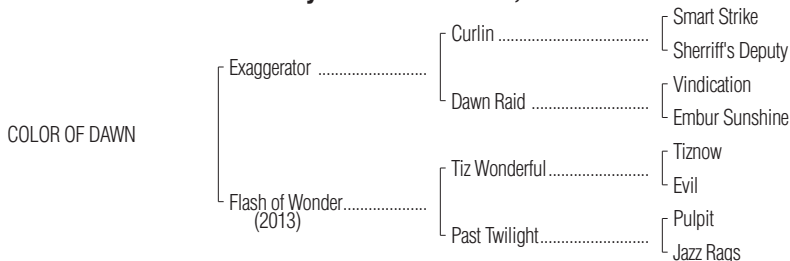 Curlin ....................................
Smart Strike
Sherriff's Deputy
Exaggerator ..........................
Dawn Raid ............................
Vindication
Embur Sunshine
COLOR OF DAWN
Tiz Wonderful........................
Tiznow
Evil
Flash of Wonder....................
(2013)
Past Twilight..........................
Pulpit
Jazz Rags